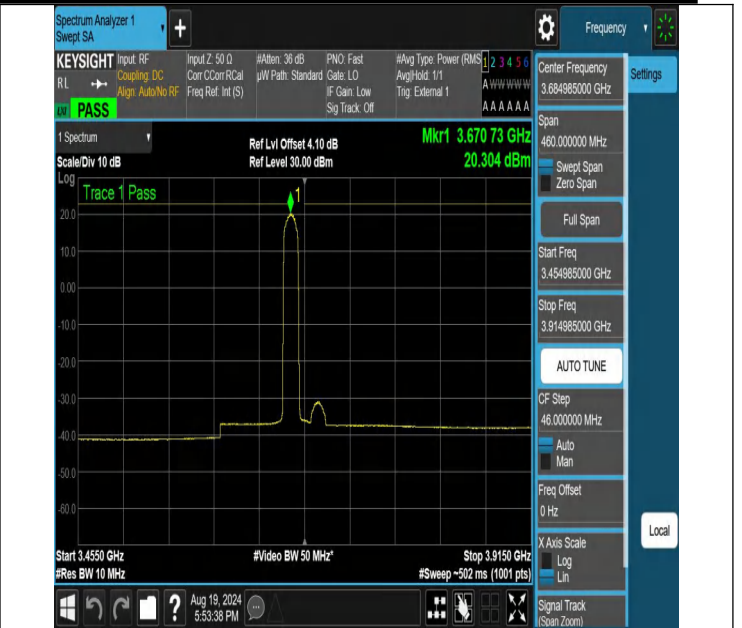 Spectrum Analyzer 1
Swept SA
+
Frequency
KEYSIGHT
RL
PASS
Input: RF
Coupling: DC
Align: Auto/No RF
Input Z: 50 Ω
Corr CCorr RCal
Freq Ref: Int (S)
#Atten: 36 dB
µW Path: Standard
PNO: Fast
Gate: LO
IF Gain: Low
Sig Track: Off
#Avg Type: Power (RMS
Avg|Hold: 1/1
Trig: External 1
1 2 3 4 5 6
A W W W W W
A A A A A A
Center Frequency
3.684985000 GHz
Settings
Span
460.000000 MHz
Swept Span
Zero Span
Full Span
Start Freq
3.454985000 GHz
Stop Freq
3.914985000 GHz
AUTO TUNE
CF Step
46.000000 MHz
Auto
Man
Freq Offset
0 Hz
X Axis Scale
Log
Lin
Signal Track
(Span Zoom)
Local
1 Spectrum
Scale/Div 10 dB
Ref Lvl Offset 4.10 dB
Ref Level 30.00 dBm
Mkr1 3.670 73 GHz
20.304 dBm
Log
Trace 1 Pass
1
20.0
10.0
0.00
-10.0
-20.0
-30.0
-40.0
-50.0
-60.0
Start 3.4550 GHz
#Res BW 10 MHz
#Video BW 50 MHz*
Stop 3.9150 GHz
#Sweep ~502 ms (1001 pts)
?
Aug 19, 2024
5:53:38 PM